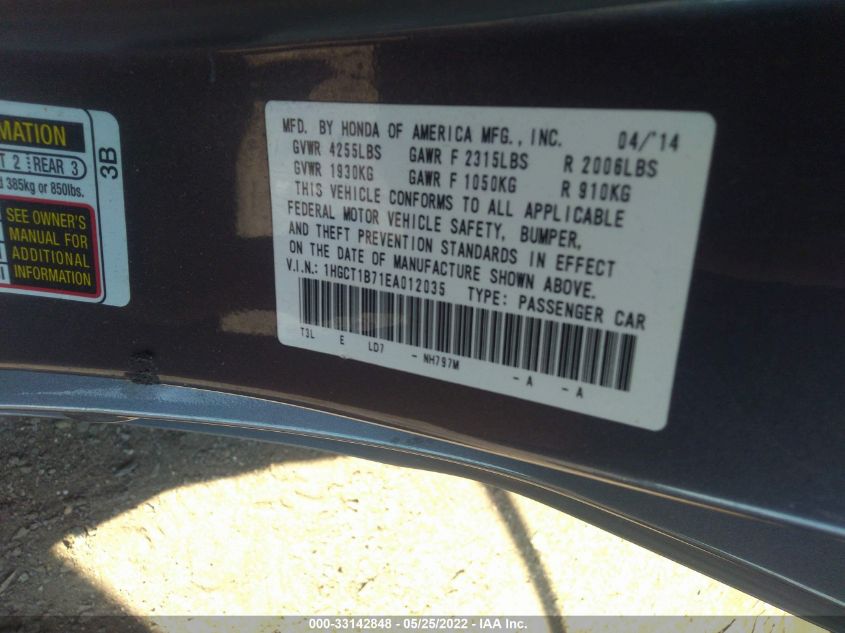 MATION
T 2 REAR 3
d 385kg or 850lbs.
SEE OWNER'S
MANUAL FOR
ADDITIONAL
INFORMATION
3B
MFD. BY HONDA OF AMERICA MFG., INC. 04/'14
GVWR 4255LBS GAWR F 2315LBS R 2006LBS
GVWR 1930KG GAWR F 1050KG R 910KG
THIS VEHICLE CONFORMS TO ALL APPLICABLE
FEDERAL MOTOR VEHICLE SAFETY, BUMPER,
AND THEFT PREVENTION STANDARDS IN EFFECT
ON THE DATE OF MANUFACTURE SHOWN ABOVE.
V.I.N.: 1HGCT1B71EA012035 TYPE: PASSENGER CAR
T3L E LD7 - NH797M - A - A
000-33142848 - 05/25/2022 - IAA Inc.